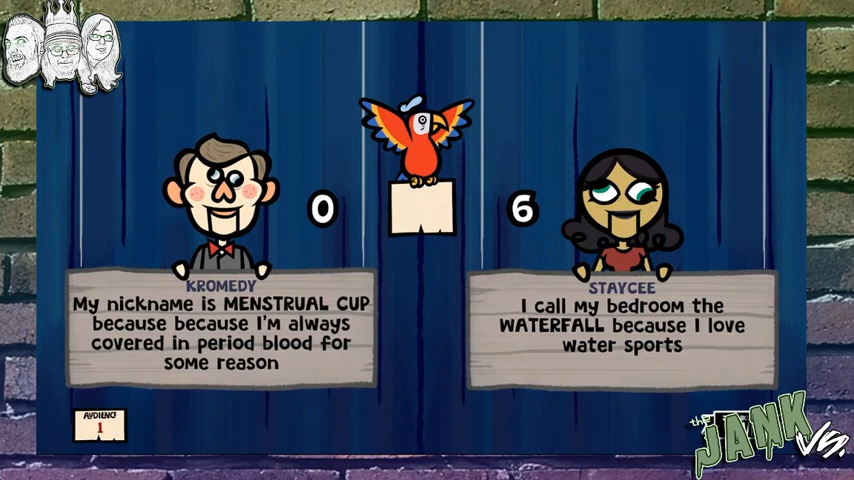 0
6
KROMEDY
My nickname is MENSTRUAL CUP
because because I'm always
covered in period blood for
some reason
STAYCEE
I call my bedroom the
WATERFALL because I love
water sports
AUDIENCE
1
the
JANK
VS.